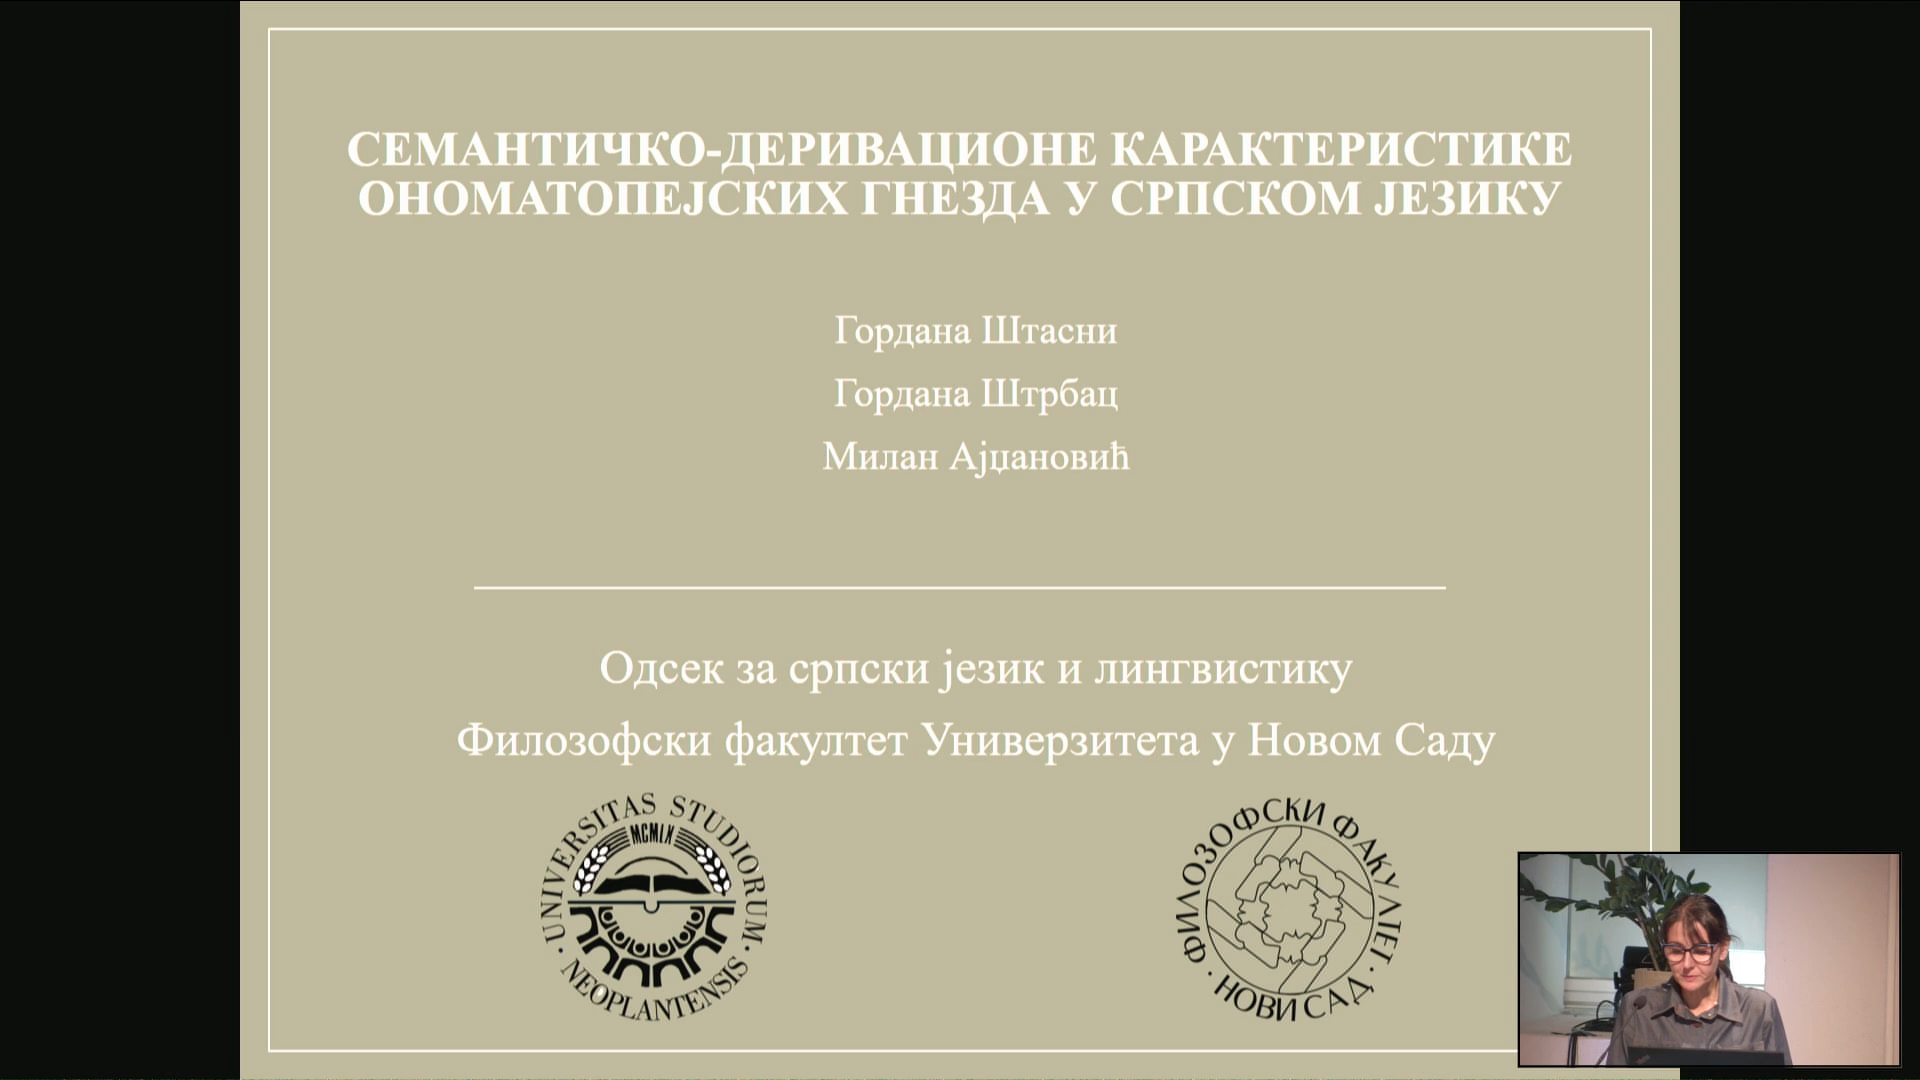 СЕМАНТИЧКО-ДЕРИВАЦИОНЕ КАРАКТЕРИСТИКЕ
ОНОМАТОПЕЈСКИХ ГНЕЗДА У СРПСКОМ ЈЕЗИКУ
Гордана Штасни
Гордана Штрбац
Милан Ајџановић
Одсек за српски језик и лингвистику
Филозофски факултет Универзитета у Новом Саду
UNIVERSITAS STUDIORUM
MCMLX
· NEOPLANTENSIS ·
ФИЛОЗОФСКИ ФАКУЛТЕТ
· НОВИ САД ·